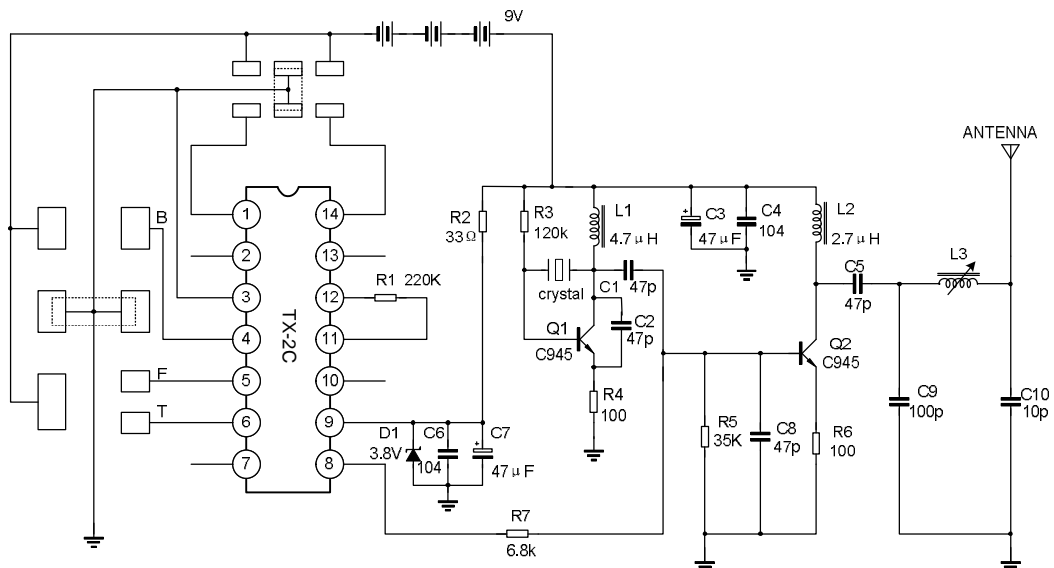 9V
ANTENNA
B
1
14
R2
33Ω
R3
120k
L1
4.7μH
C3
47μF
C4
104
L2
2.7μH
2
13
R1 220K
L3
crystal
C1
47p
C5
47p
3
12
TX-2C
Q1
C945
C2
47p
4
11
Q2
C945
F
5
10
R4
100
C9
100p
C10
10p
T
6
9
D1
3.8V
C6
104
C7
47μF
R5
35K
C8
47p
R6
100
7
8
R7
6.8k